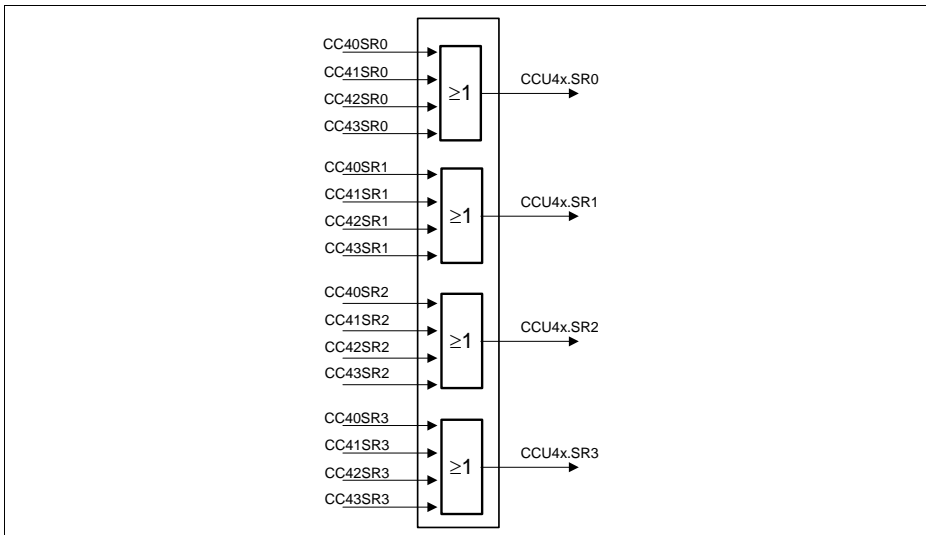 CC40SR0
CC41SR0
CC42SR0
CC43SR0
≥1
CCU4x.SR0
CC40SR1
CC41SR1
CC42SR1
CC43SR1
≥1
CCU4x.SR1
CC40SR2
CC41SR2
CC42SR2
CC43SR2
≥1
CCU4x.SR2
CC40SR3
CC41SR3
CC42SR3
CC43SR3
≥1
CCU4x.SR3